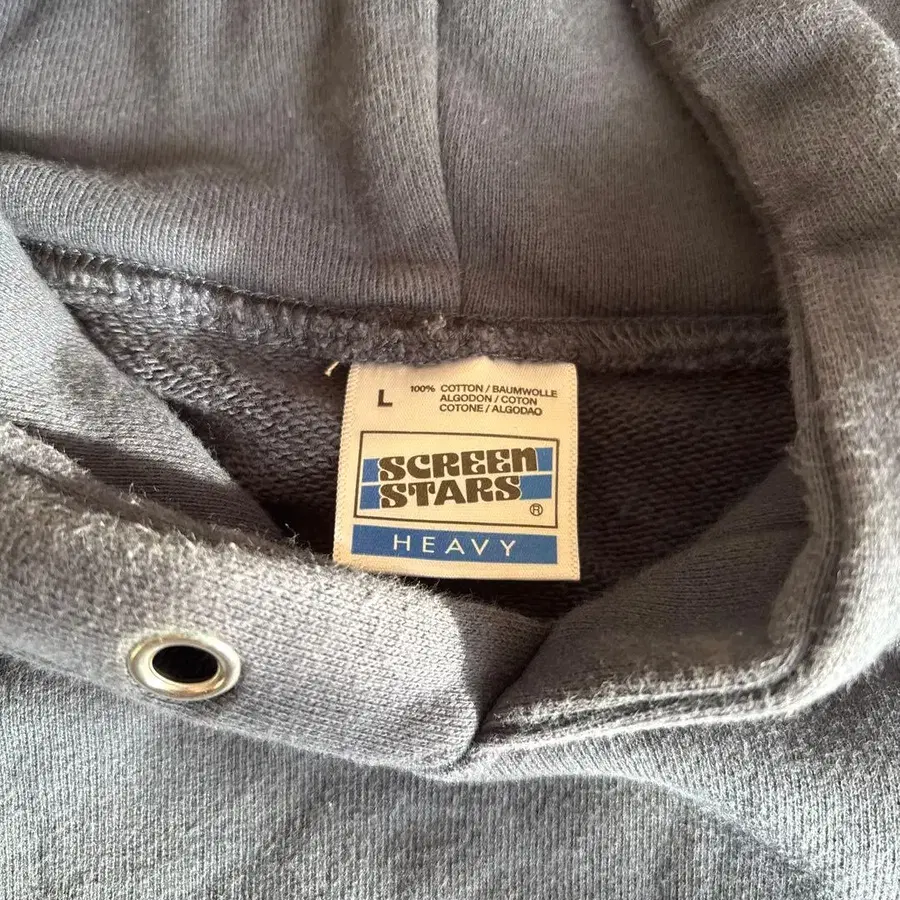 L
100% COTTON / BAUMWOLLE
ALGODON / COTON
COTONE / ALGODAO
SCREEN
STARS
®
HEAVY